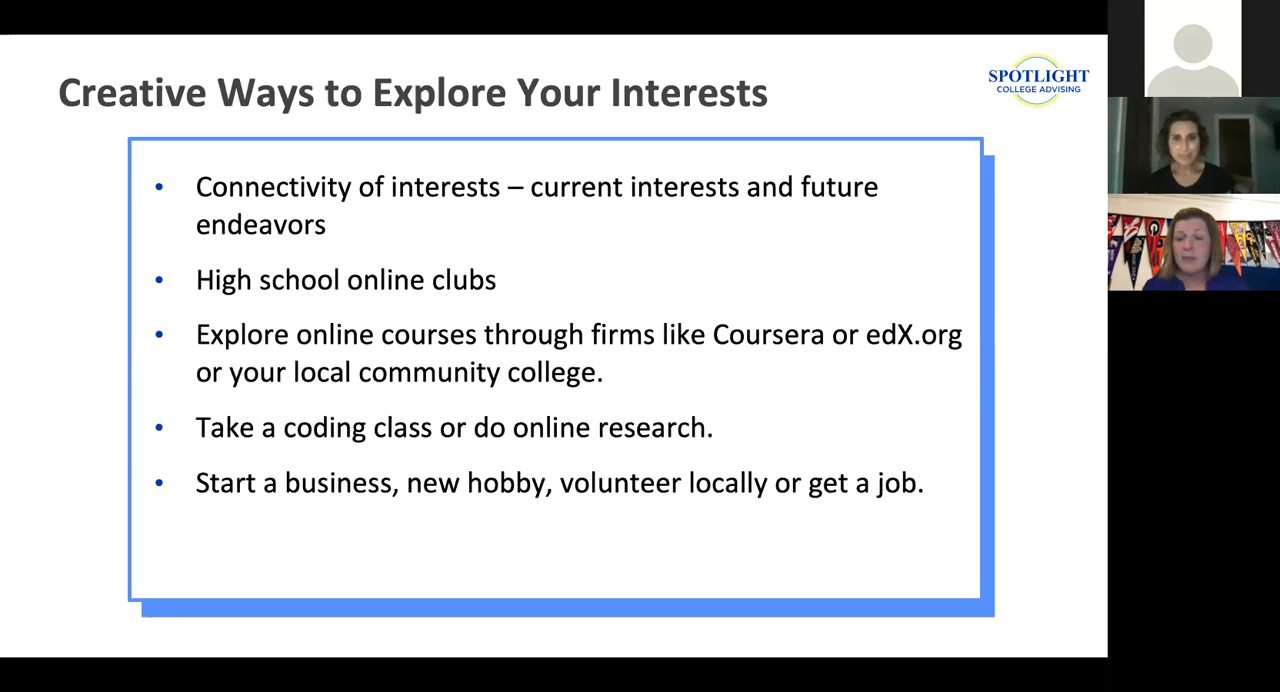 Creative Ways to Explore Your Interests
SPOTLIGHT
COLLEGE ADVISING
• Connectivity of interests – current interests and future
endeavors
• High school online clubs
• Explore online courses through firms like Coursera or edX.org
or your local community college.
• Take a coding class or do online research.
• Start a business, new hobby, volunteer locally or get a job.